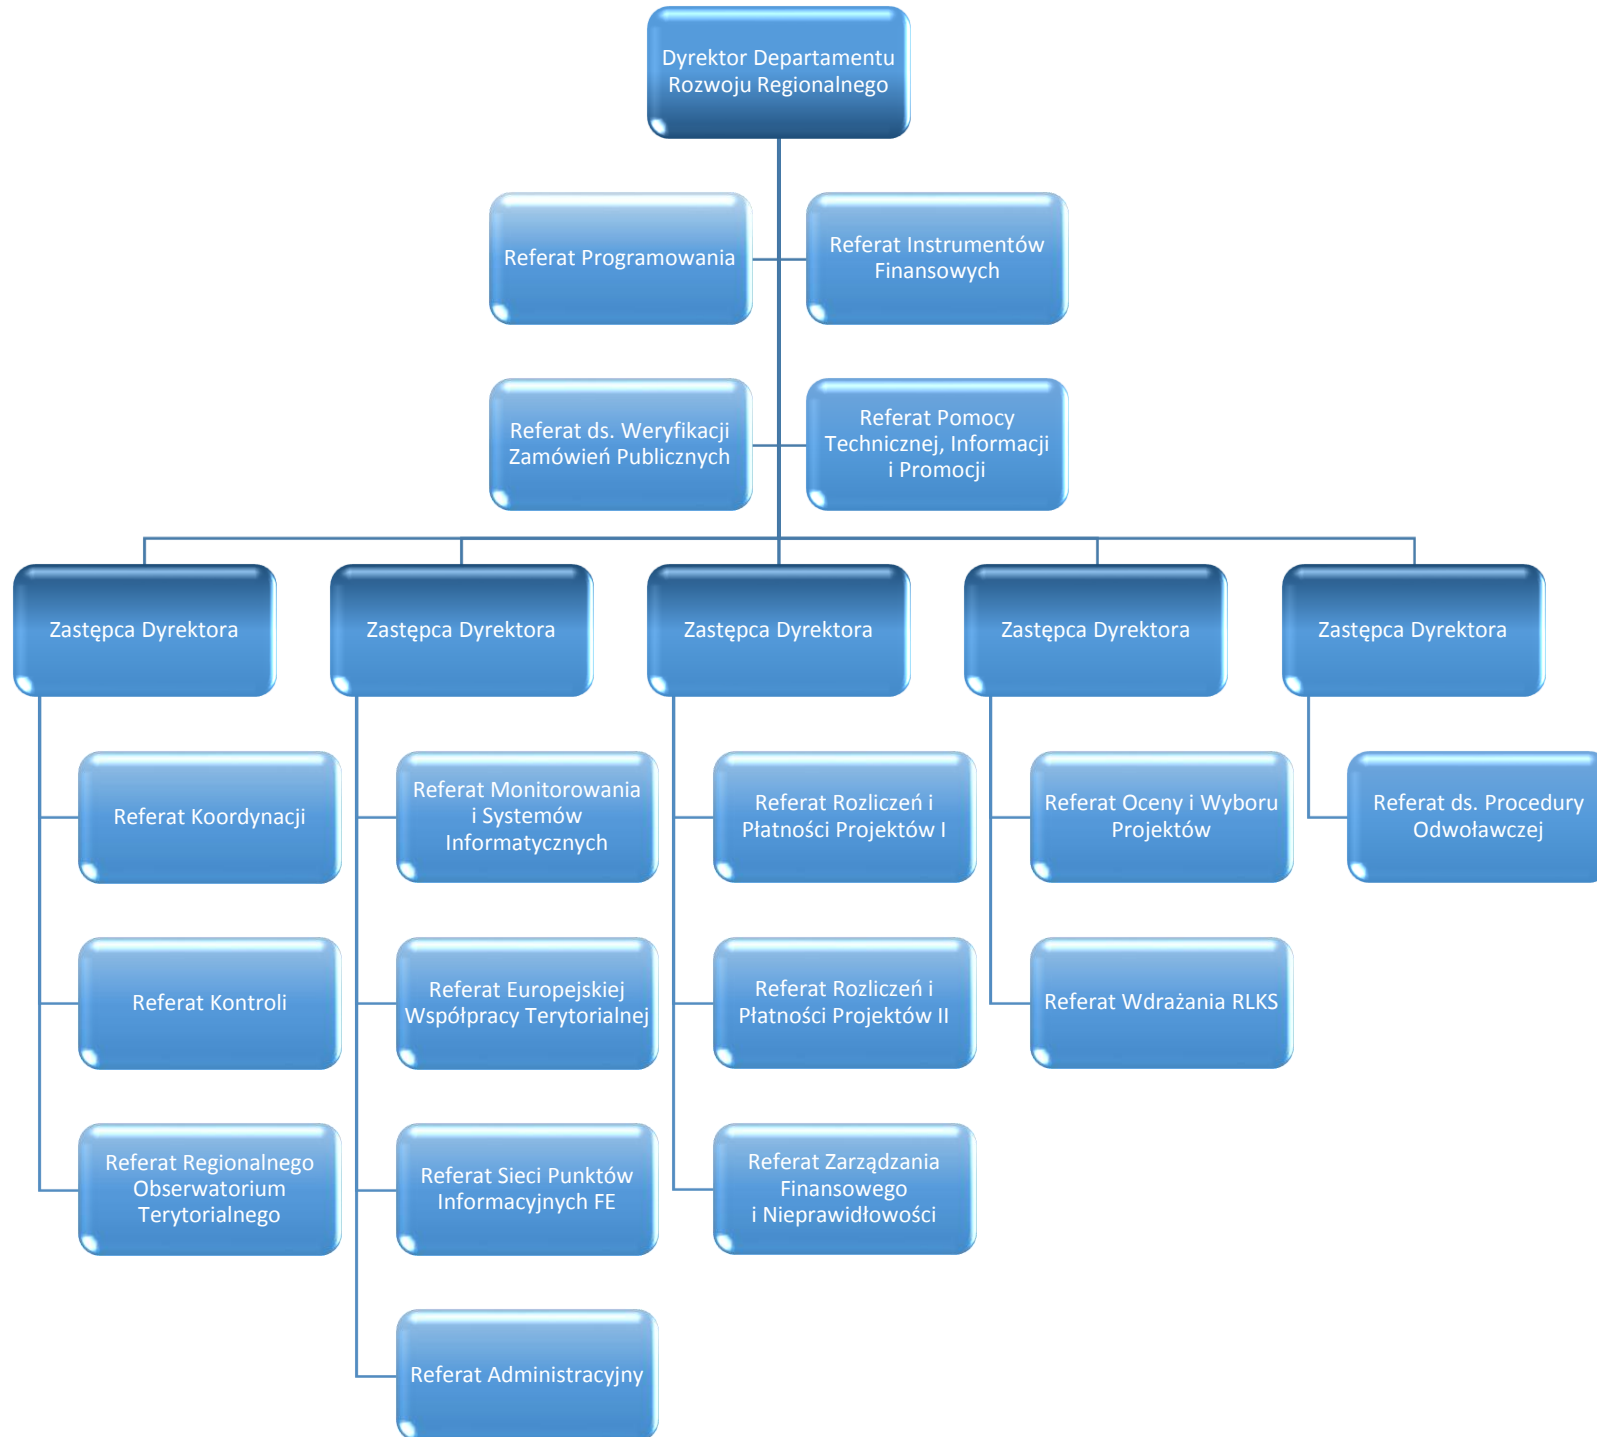 Dyrektor Departamentu
Rozwoju Regionalnego
Referat Programowania
Referat Instrumentów
Finansowych
Referat ds. Weryfikacji
Zamówień Publicznych
Referat Pomocy
Technicznej, Informacji
i Promocji
Zastępca Dyrektora
Zastępca Dyrektora
Zastępca Dyrektora
Zastępca Dyrektora
Zastępca Dyrektora
Referat Koordynacji
Referat Kontroli
Referat Regionalnego
Obserwatorium
Terytorialnego
Referat Monitorowania
i Systemów
Informatycznych
Referat Europejskiej
Współpracy Terytorialnej
Referat Sieci Punktów
Informacyjnych FE
Referat Administracyjny
Referat Rozliczeń i
Płatności Projektów I
Referat Rozliczeń i
Płatności Projektów II
Referat Zarządzania
Finansowego
i Nieprawidłowości
Referat Oceny i Wyboru
Projektów
Referat Wdrażania RLKS
Referat ds. Procedury
Odwoławczej